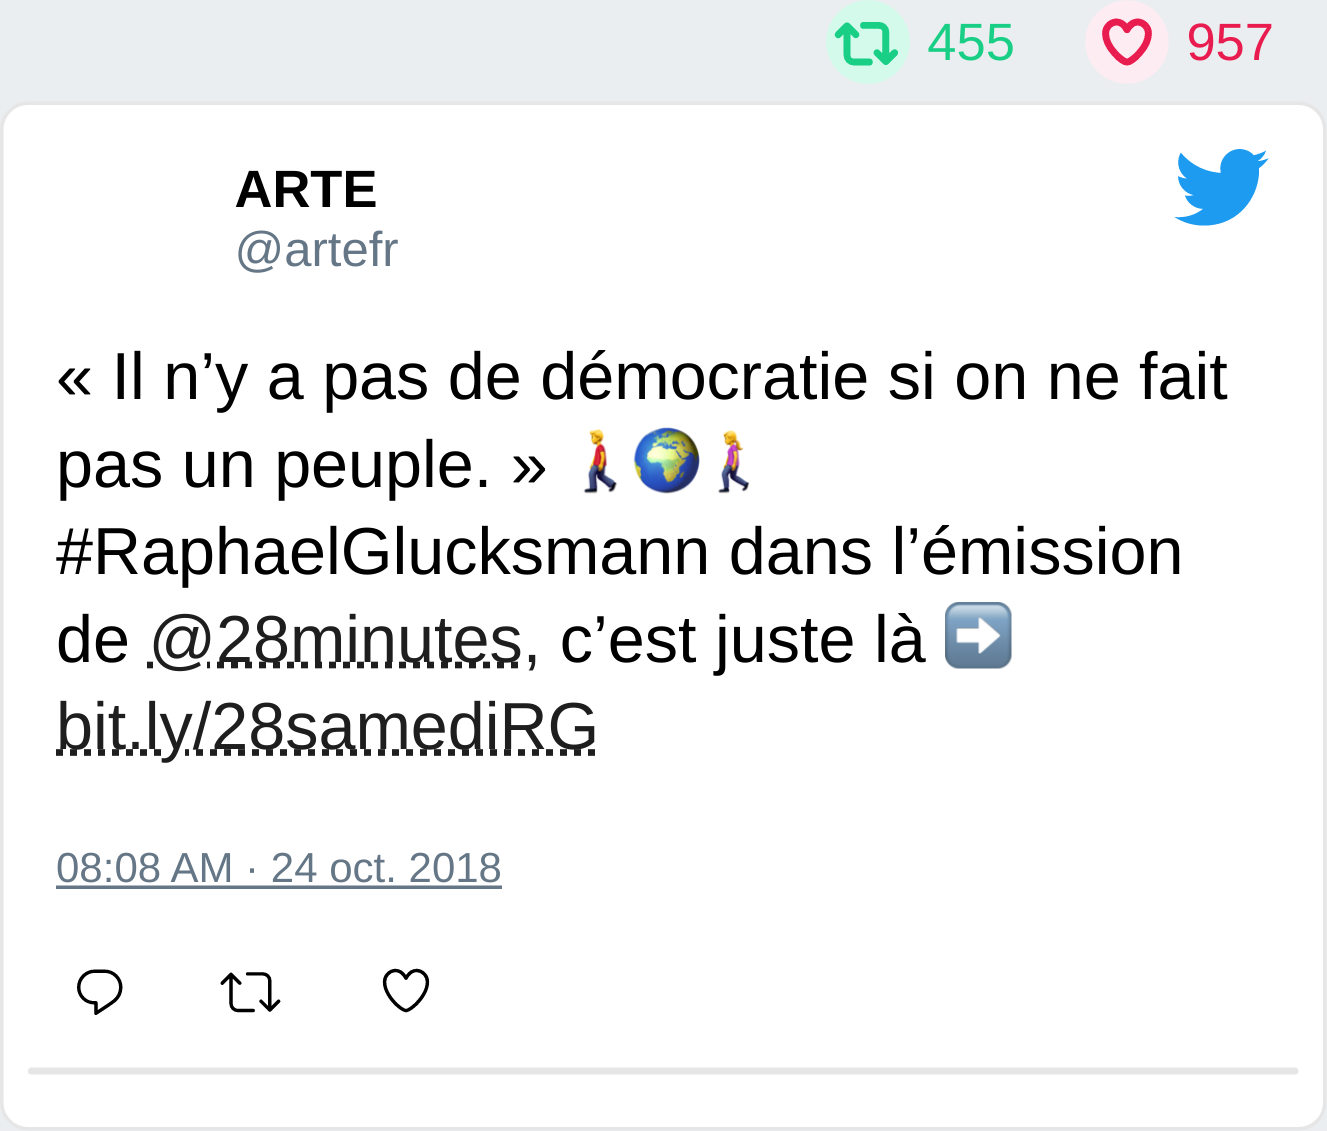 455 957
ARTE
@artefr
« Il n’y a pas de démocratie si on ne fait
pas un peuple. » 🚶🌍🚶‍♀️
#RaphaelGlucksmann dans l’émission
de @28minutes, c’est juste là ➡️
bit.ly/28samediRG
08:08 AM · 24 oct. 2018